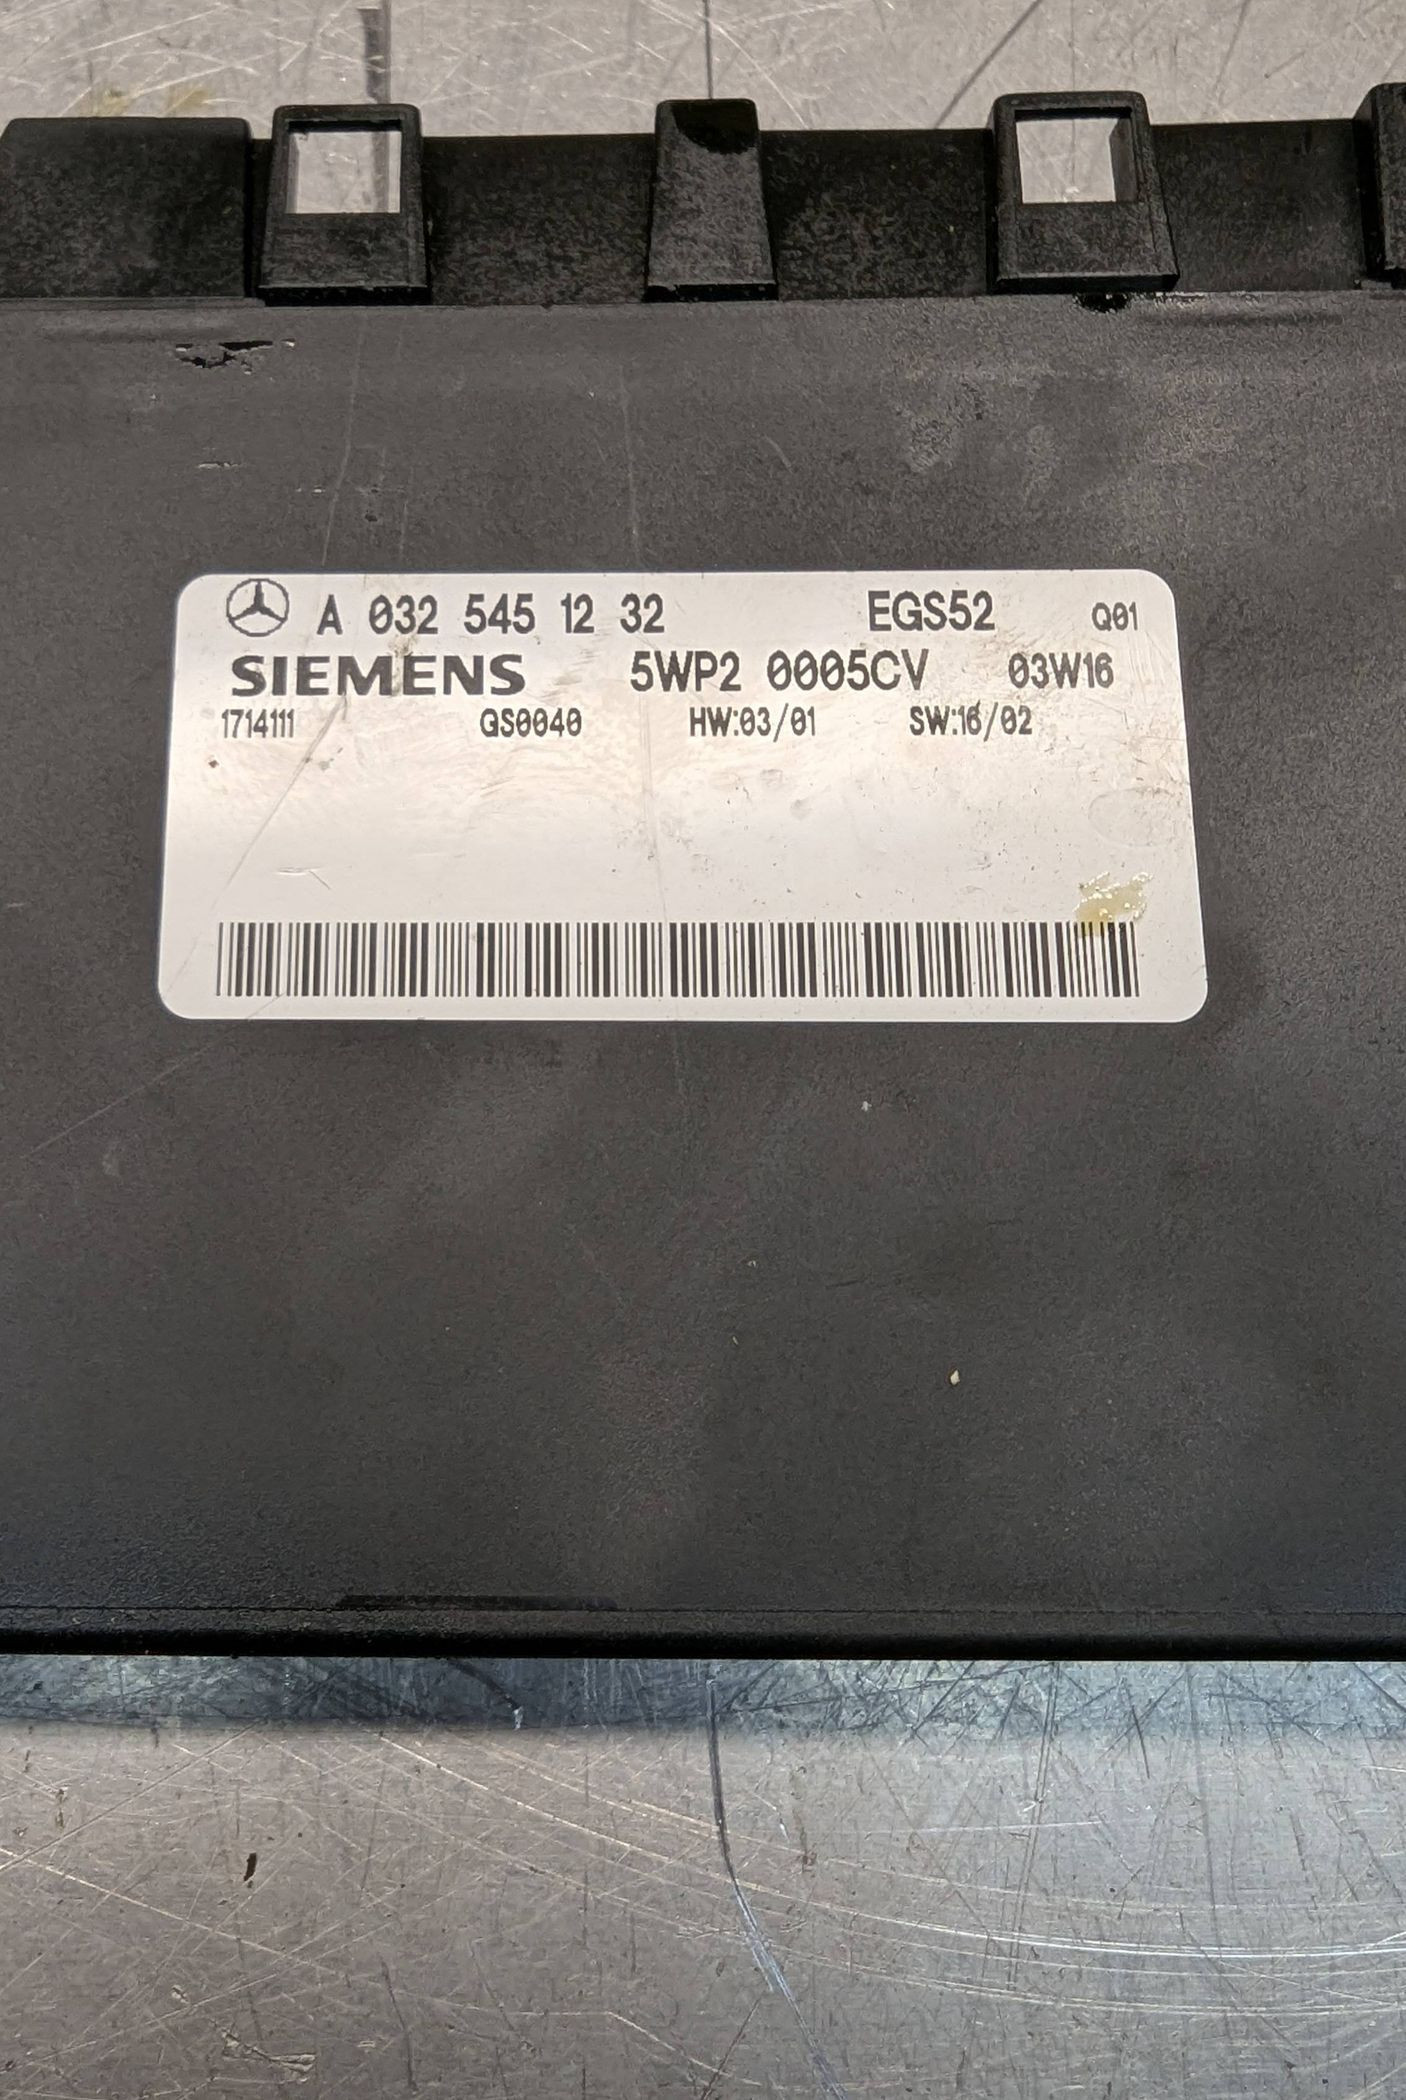 A 032 545 12 32 EGS52 Q01
SIEMENS 5WP2 0005CV 03W16
1714111 GS0040 HW:03/01 SW:16/02